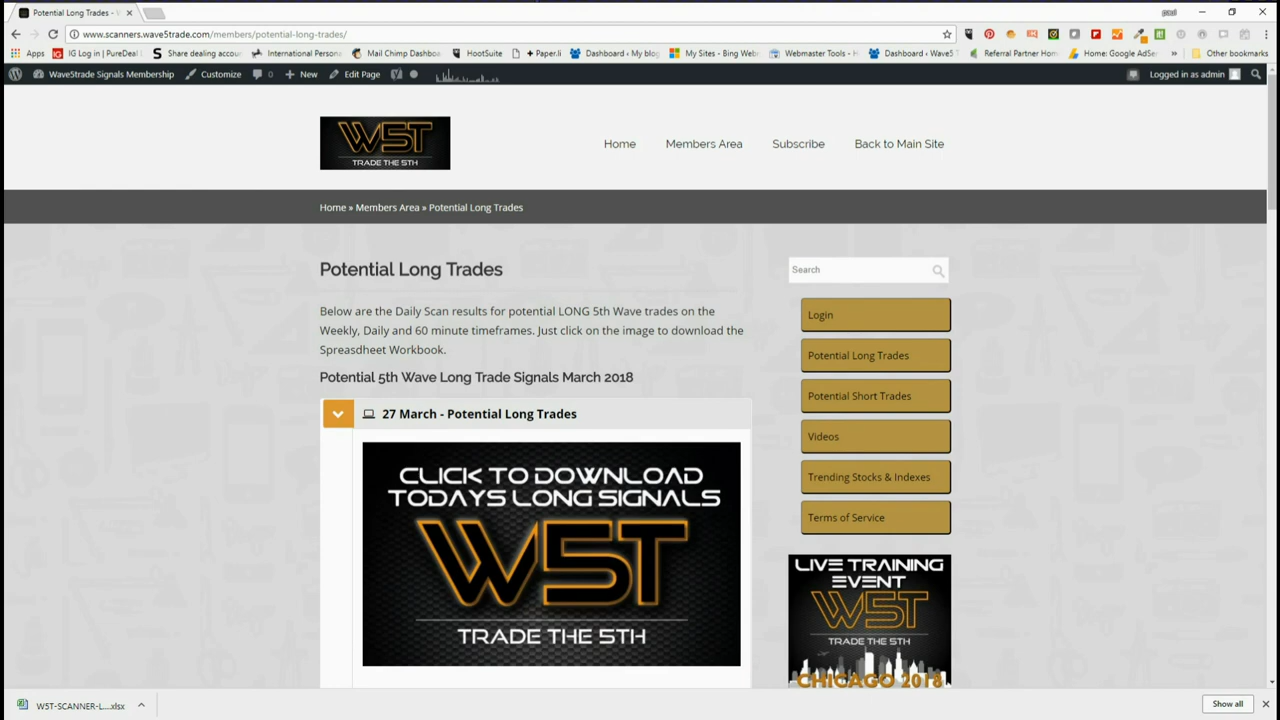 Potential Long Trades -
paul
www.scanners.wave5trade.com/members/potential-long-trades/
Apps IG Log in | PureDeal Share dealing accou International Persona Mail Chimp Dashboa HootSuite + Paper.li Dashboard ‹ My blog My Sites - Bing Web Webmaster Tools - H Dashboard ‹ Wave5 T Referral Partner Hom Home: Google AdSer » Other bookmarks
Wave5trade Signals Membership Customize 0 New Edit Page Logged in as admin
W5T
TRADE THE 5TH
Home Members Area Subscribe Back to Main Site
Home » Members Area » Potential Long Trades
Potential Long Trades
Below are the Daily Scan results for potential LONG 5th Wave trades on the
Weekly, Daily and 60 minute timeframes. Just click on the image to download the
Spreasdheet Workbook.
Potential 5th Wave Long Trade Signals March 2018
27 March - Potential Long Trades
CLICK TO DOWNLOAD
TODAYS LONG SIGNALS
W5T
TRADE THE 5TH
Search
Login
Potential Long Trades
Potential Short Trades
Videos
Trending Stocks & Indexes
Terms of Service
LIVE TRAINING
EVENT
W5T
TRADE THE 5TH
CHICAGO 2018
W5T-SCANNER-L....xlsx
Show all